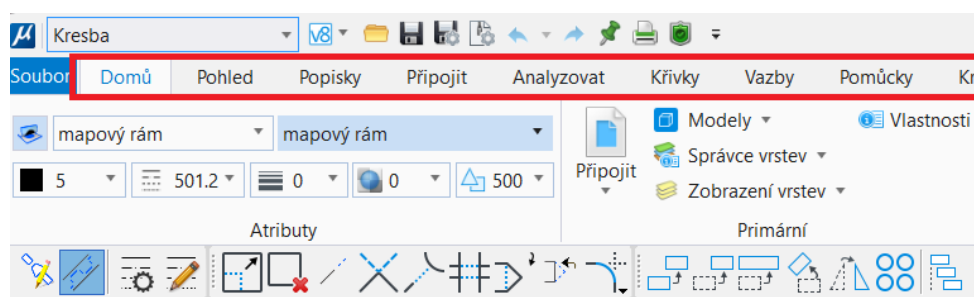 μ Kresba V8
Soubor Domů Pohled Popisky Připojit Analyzovat Křivky Vazby Pomůcky
mapový rám mapový rám
5 501.2 0 0 500
Atributy
Připojit
Modely Vlastnosti
Správce vrstev
Zobrazení vrstev
Primární